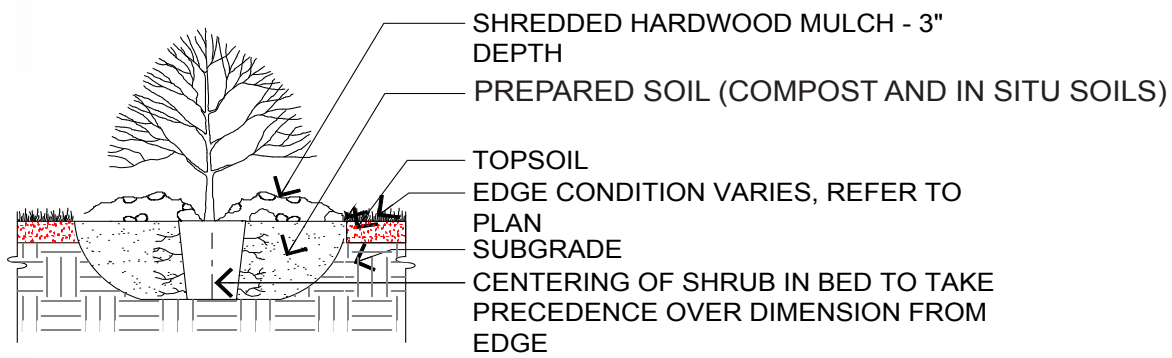 SHREDDED HARDWOOD MULCH - 3"
DEPTH
PREPARED SOIL (COMPOST AND IN SITU SOILS)
TOPSOIL
EDGE CONDITION VARIES, REFER TO
PLAN
SUBGRADE
CENTERING OF SHRUB IN BED TO TAKE
PRECEDENCE OVER DIMENSION FROM
EDGE